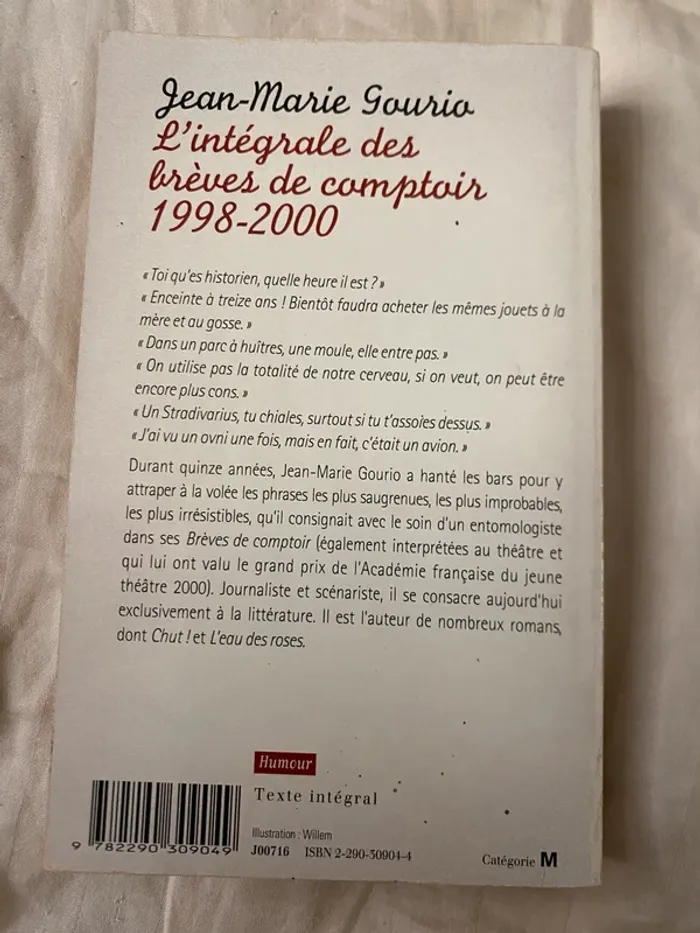 Jean-Marie Gourio
L'intégrale des
brèves de comptoir
1998-2000
« Toi qu'es historien, quelle heure il est ? »
« Enceinte à treize ans ! Bientôt faudra acheter les mêmes jouets à la
mère et au gosse. »
« Dans un parc à huîtres, une moule, elle entre pas. »
« On utilise pas la totalité de notre cerveau, si on veut, on peut être
encore plus cons. »
« Un Stradivarius, tu chiales, surtout si tu t'assoies dessus. »
« J'ai vu un ovni une fois, mais en fait, c'était un avion. »
Durant quinze années, Jean-Marie Gourio a hanté les bars pour y
attraper à la volée les phrases les plus saugrenues, les plus improbables,
les plus irrésistibles, qu'il consignait avec le soin d'un entomologiste
dans ses Brèves de comptoir (également interprétées au théâtre et
qui lui ont valu le grand prix de l'Académie française du jeune
théâtre 2000). Journaliste et scénariste, il se consacre aujourd'hui
exclusivement à la littérature. Il est l'auteur de nombreux romans,
dont Chut ! et L'eau des roses.
Humour
Texte intégral
Illustration : Willem
J00716 ISBN 2-290-30904-4
9 782290 309049
Catégorie M